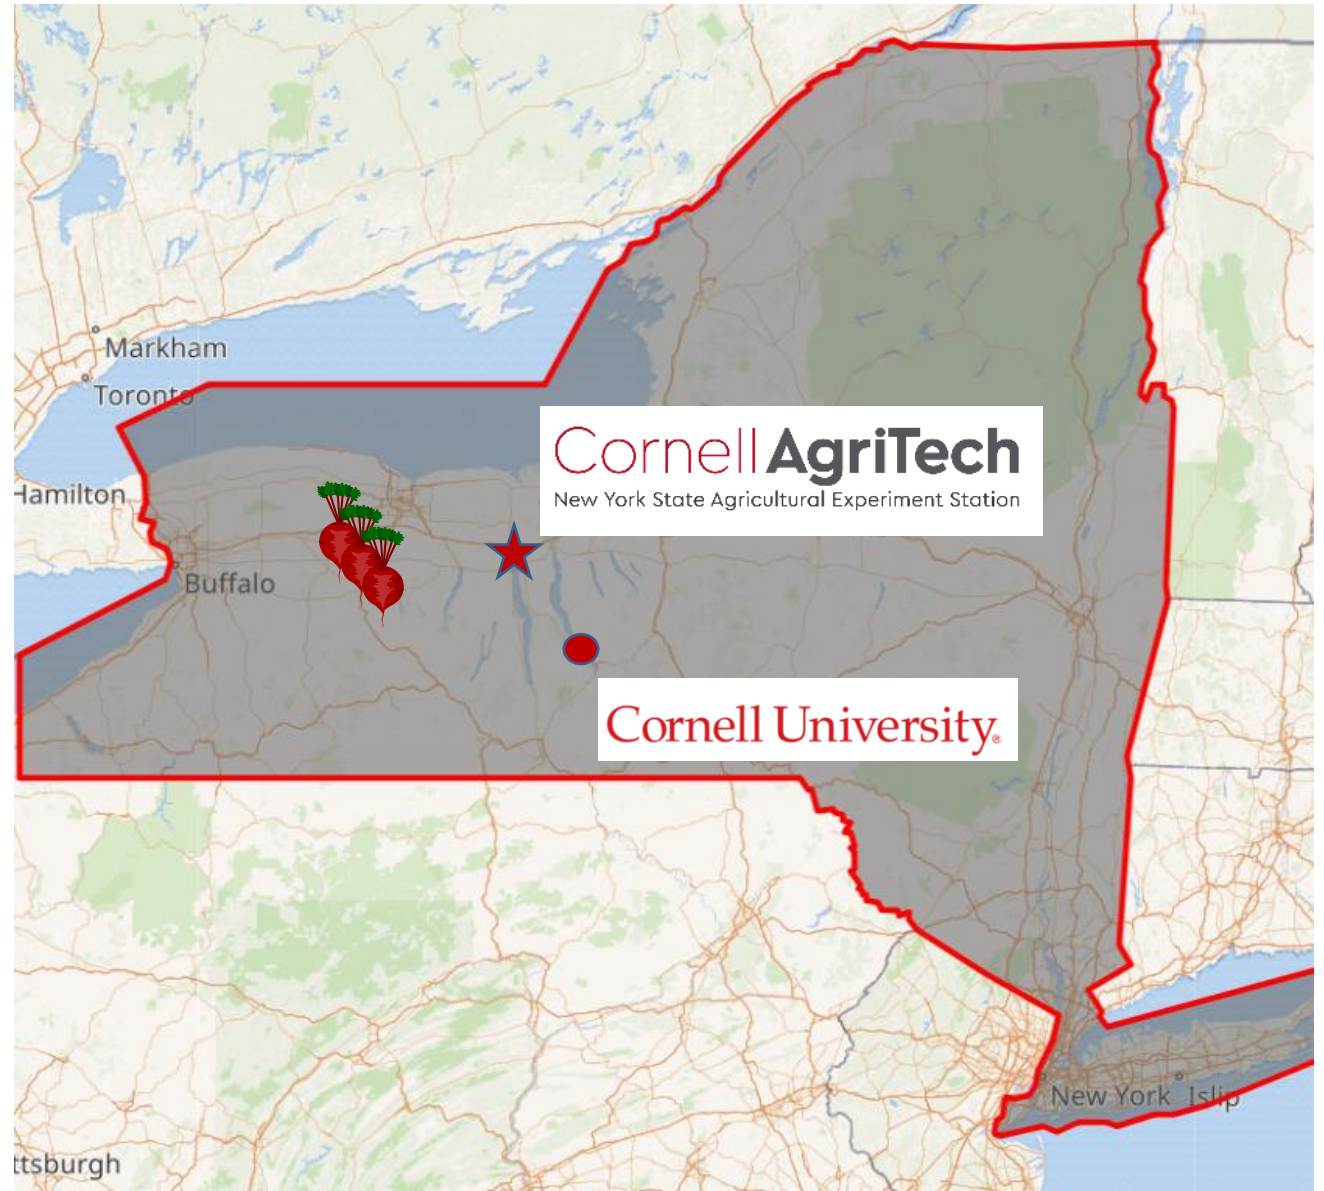 Markham
Toronto
Cornell AgriTech
New York State Agricultural Experiment Station
Hamilton
Buffalo
Cornell University®
New York
Islip
ttsburgh